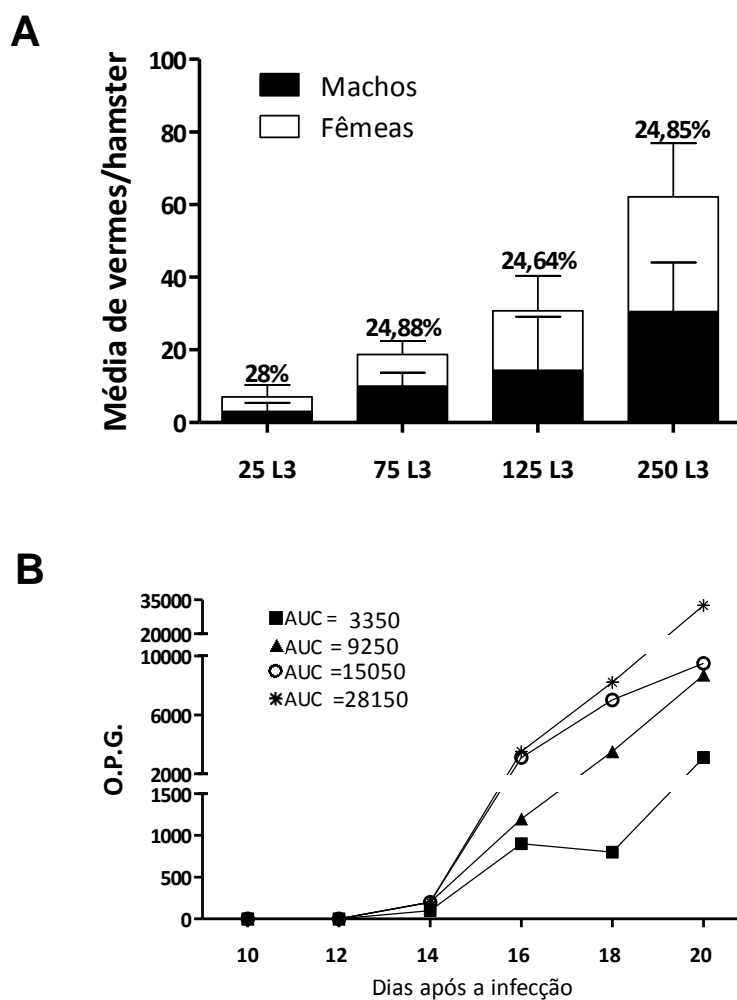 A
Média de vermes/hamster
100
80
60
40
20
0
Machos
Fêmeas
28%
24,88%
24,64%
24,85%
25 L3
75 L3
125 L3
250 L3
B
O.P.G.
35000
20000
10000
6000
2000
1500
1000
500
0
AUC = 3350
AUC = 9250
AUC =15050
AUC =28150
10
12
14
16
18
20
Dias após a infecção